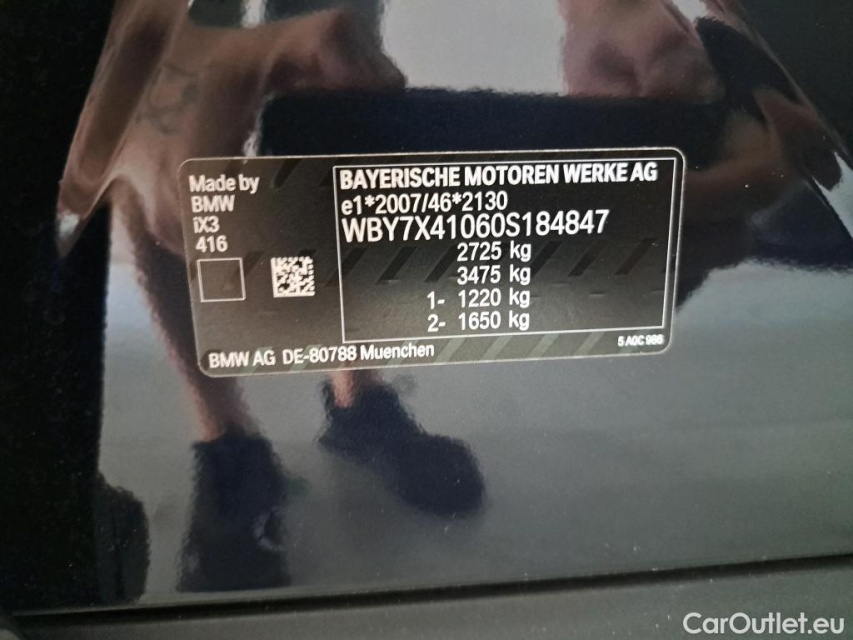 Made by
BMW
iX3
416
BAYERISCHE MOTOREN WERKE AG
e1*2007/46*2130
WBY7X41060S184847
2725 kg
3475 kg
1- 1220 kg
2- 1650 kg
BMW AG DE-80788 Muenchen
5 A0C 986
CarOutlet.eu